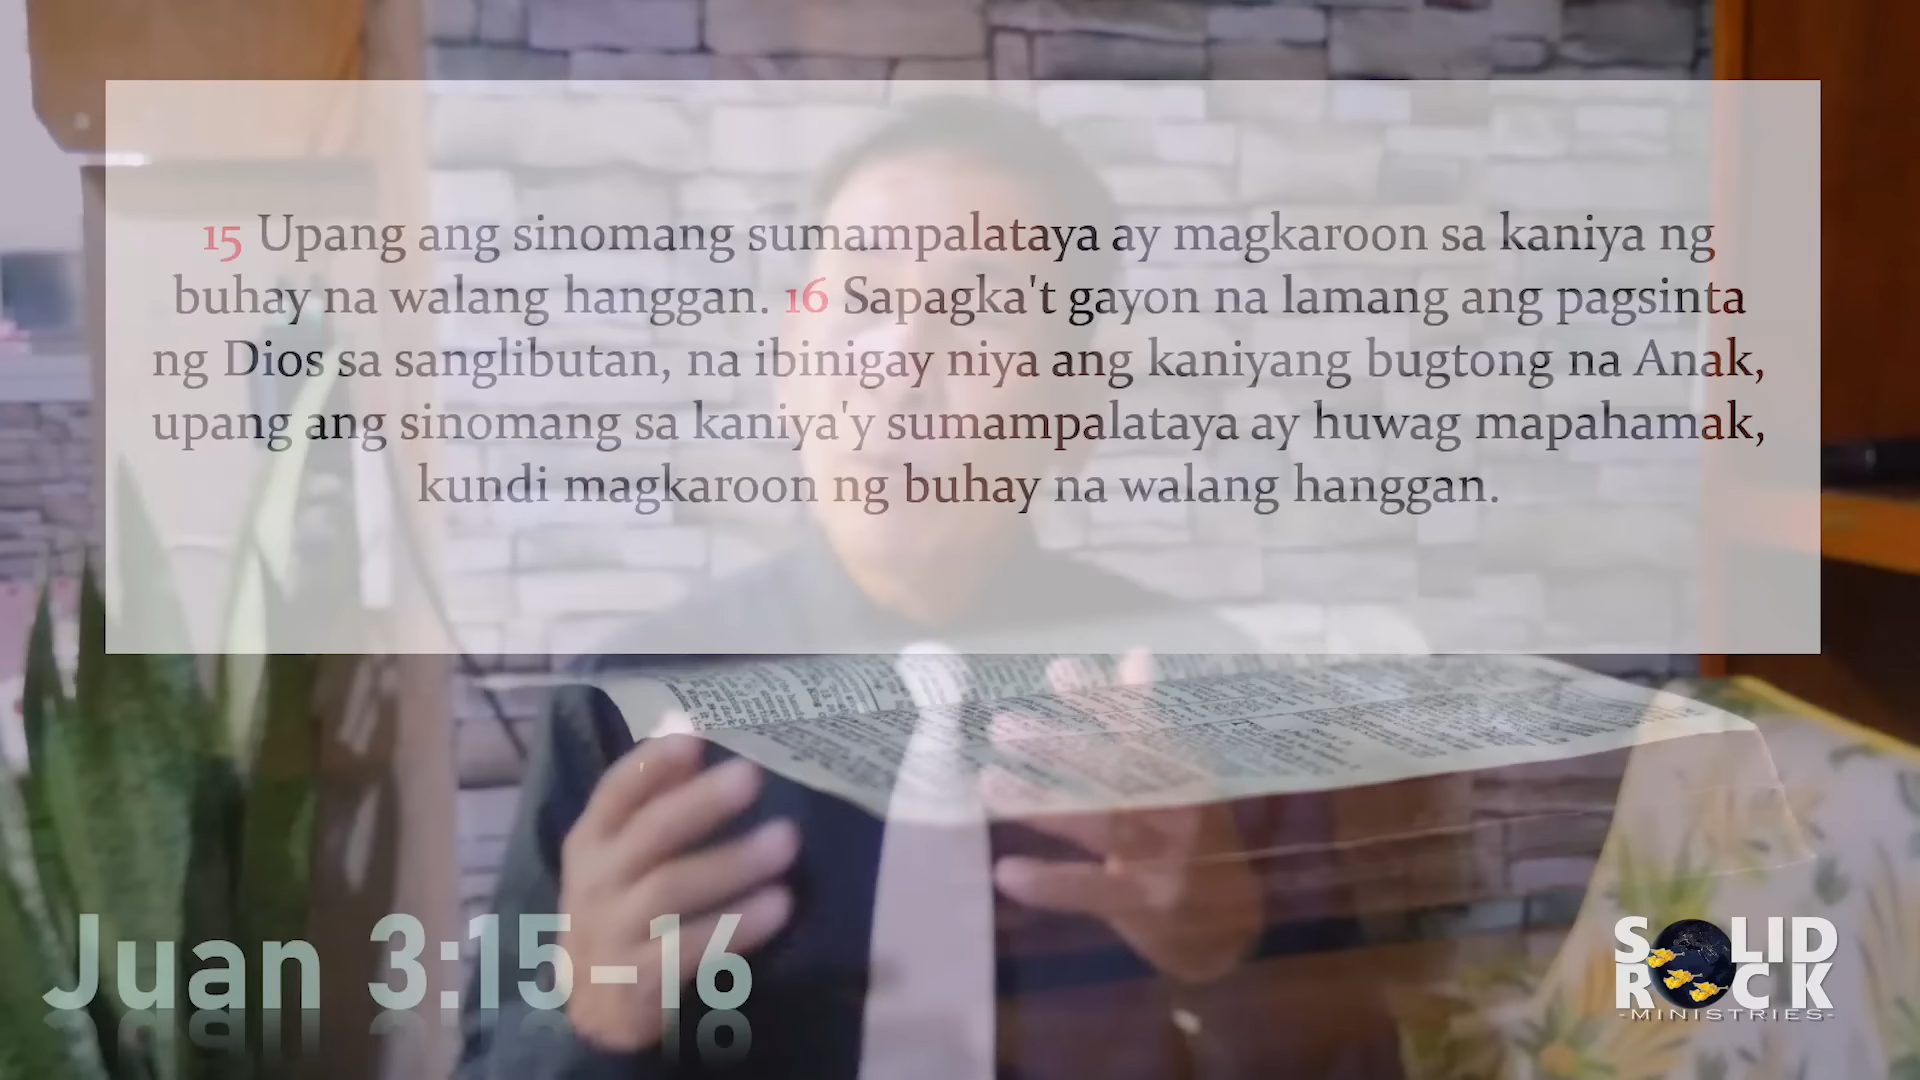 15 Upang ang sinomang sumampalataya ay magkaroon sa kaniya ng
buhay na walang hanggan. 16 Sapagka't gayon na lamang ang pagsinta
ng Dios sa sanglibutan, na ibinigay niya ang kaniyang bugtong na Anak,
upang ang sinomang sa kaniya'y sumampalataya ay huwag mapahamak,
kundi magkaroon ng buhay na walang hanggan.
Juan 3:15-16
SOLID
ROCK
-MINISTRIES-